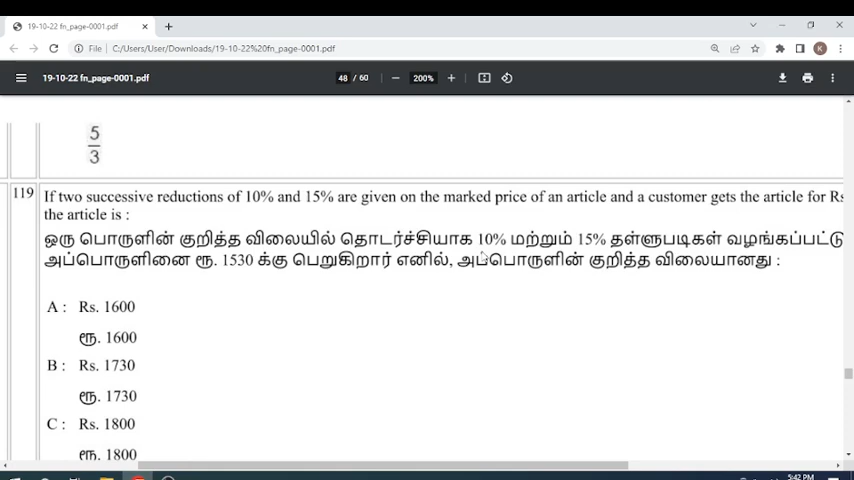 19-10-22 fn_page-0001.pdf
File C:/Users/User/Downloads/19-10-22%20fn_page-0001.pdf
K
19-10-22 fn_page-0001.pdf 48 / 60 200%
5
3
119 If two successive reductions of 10% and 15% are given on the marked price of an article and a customer gets the article for Rs
the article is :
ஒரு பொருளின் குறித்த விலையில் தொடர்ச்சியாக 10% மற்றும் 15% தள்ளுபடிகள்
அப்பொருளினை ரூ. 1530 க்கு பெறுகிறார் எனில், அப்பொருளின் குறித்த விலையானது :
A : Rs. 1600
ரூ. 1600
B : Rs. 1730
ரூ. 1730
C : Rs. 1800
ரூ. 1800
5:42 PM